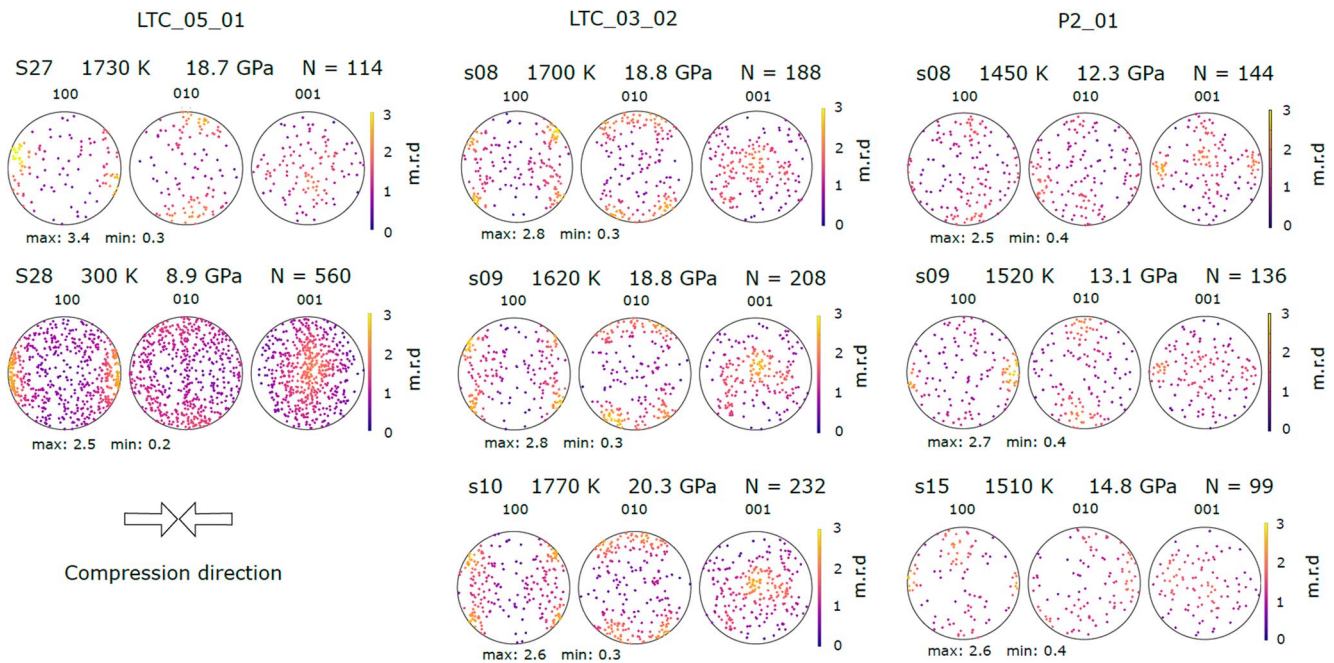 LTC_05_01
S27 1730 K 18.7 GPa N = 114
100 010 001
3
2
1
0
m.r.d
max: 3.4 min: 0.3
S28 300 K 8.9 GPa N = 560
100 010 001
3
2
1
0
m.r.d
max: 2.5 min: 0.2
Compression direction
LTC_03_02
s08 1700 K 18.8 GPa N = 188
100 010 001
3
2
1
0
m.r.d
max: 2.8 min: 0.3
s09 1620 K 18.8 GPa N = 208
100 010 001
3
2
1
0
m.r.d
max: 2.8 min: 0.3
s10 1770 K 20.3 GPa N = 232
100 010 001
3
2
1
0
m.r.d
max: 2.6 min: 0.3
P2_01
s08 1450 K 12.3 GPa N = 144
100 010 001
3
2
1
0
m.r.d
max: 2.5 min: 0.4
s09 1520 K 13.1 GPa N = 136
100 010 001
3
2
1
0
m.r.d
max: 2.7 min: 0.4
s15 1510 K 14.8 GPa N = 99
100 010 001
3
2
1
0
m.r.d
max: 2.6 min: 0.4